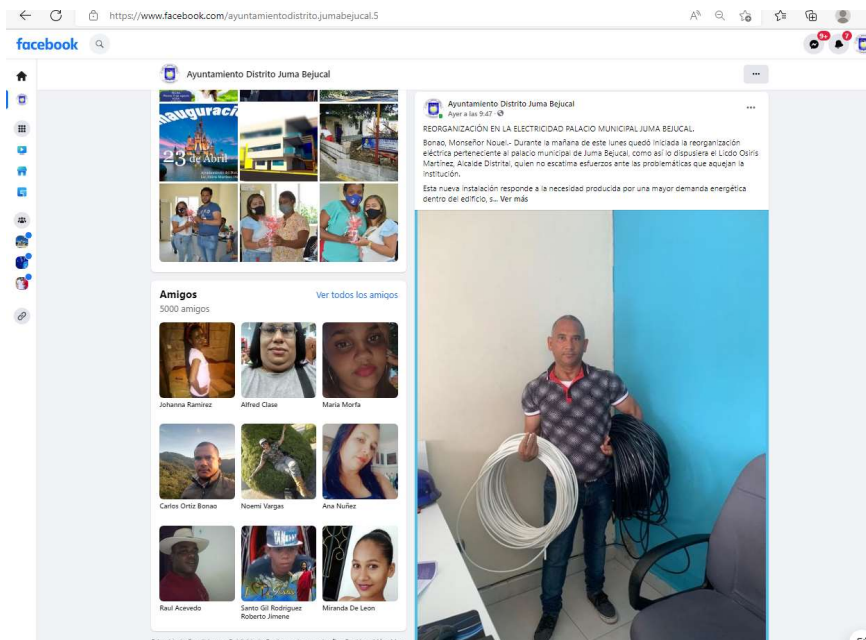 https://www.facebook.com/ayuntamientodistrito.jumabejucal.5
facebook
9+
7
Ayuntamiento Distrito Juma Bejucal
...
23 de Abril
Amigos
Ver todos los amigos
5000 amigos
Johanna Ramirez
Alfred Clase
Maria Morfa
Carlos Ortiz Bonao
Noemi Vargas
Ana Nuñez
Raul Acevedo
Santo Gil Rodriguez
Roberto Jimene
Miranda De Leon
Ayuntamiento Distrito Juma Bejucal
Ayer a las 9:47
...
REORGANIZACIÓN EN LA ELECTRICIDAD PALACIO MUNICIPAL JUMA BEJUCAL.
Bonao, Monseñor Nouel.- Durante la mañana de este lunes quedó iniciada la reorganización
eléctrica perteneciente al palacio municipal de Juma Bejucal, como así lo dispusiera el Licdo Osiris
Martinez, Alcalde Distrital, quien no escatima esfuerzos ante las problemáticas que aquejan la
institución.
Esta nueva instalación responde a la necesidad producida por una mayor demanda energética
dentro del edificio, s... Ver más